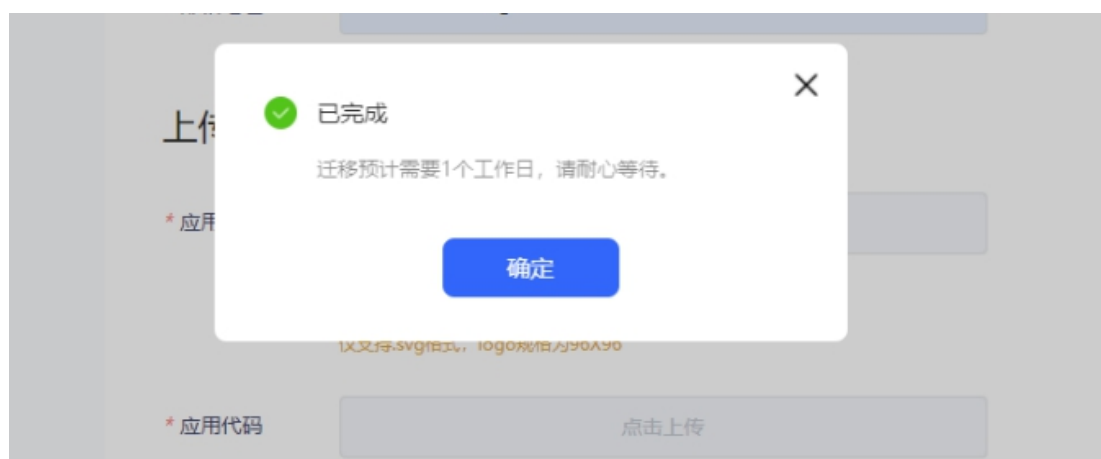 已完成
上传
迁移预计需要1个工作日，请耐心等待。
* 应用
确定
仅支持.svg格式，logo规格为96X96
* 应用代码
点击上传